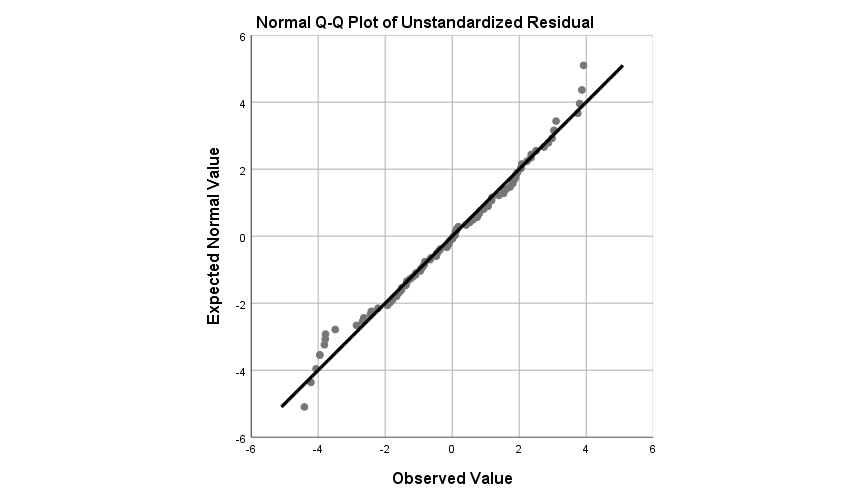 Normal Q-Q Plot of Unstandardized Residual
Expected Normal Value
6
4
2
0
-2
-4
-6
-6 -4 -2 0 2 4 6
Observed Value